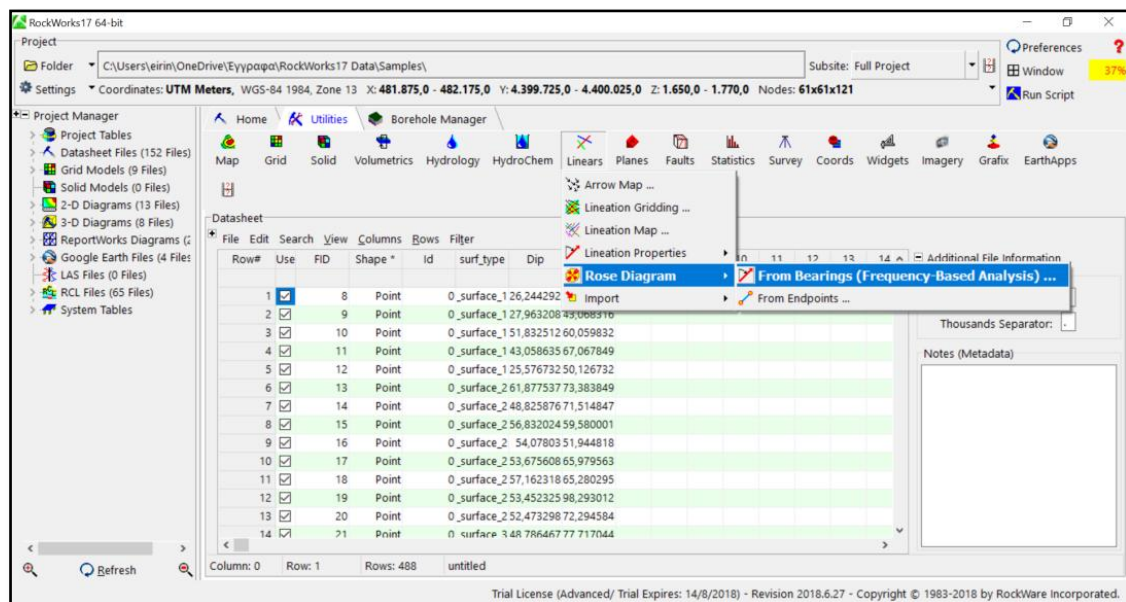 RockWorks17 64-bit
Project
Folder C:\Users\eirin\OneDrive\Έγγραφα\RockWorks17 Data\Samples\ Subsite: Full Project
Settings Coordinates: UTM Meters, WGS-84 1984, Zone 13 X: 481.875,0 - 482.175,0 Y: 4.399.725,0 - 4.400.025,0 Z: 1.650,0 - 1.770,0 Nodes: 61x61x121
Preferences ?
Window 37%
Run Script
Project Manager
Project Tables
Datasheet Files (152 Files)
Grid Models (9 Files)
Solid Models (0 Files)
2-D Diagrams (13 Files)
3-D Diagrams (8 Files)
ReportWorks Diagrams (2
Google Earth Files (4 Files
LAS Files (0 Files)
RCL Files (65 Files)
System Tables
Refresh
Home Utilities Borehole Manager
Map Grid Solid Volumetrics Hydrology HydroChem Linears Planes Faults Statistics Survey Coords Widgets Imagery Grafix EarthApps
Arrow Map ...
Lineation Gridding ...
Lineation Map ...
Lineation Properties
Rose Diagram
Import
From Bearings (Frequency-Based Analysis) ...
From Endpoints ...
Datasheet
File Edit Search View Columns Rows Filter
Row# Use FID Shape * Id surf_type Dip 10 11 12 13 14
1 8 Point 0 _surface_1 26,244292
2 9 Point 0 _surface_1 27,963208 43,068316
3 10 Point 0 _surface_1 51,832512 60,059832
4 11 Point 0 _surface_1 43,058635 67,067849
5 12 Point 0 _surface_1 25,576732 50,126732
6 13 Point 0 _surface_2 61,877537 73,383849
7 14 Point 0 _surface_2 48,825876 71,514847
8 15 Point 0 _surface_2 56,832024 59,580001
9 16 Point 0 _surface_2 54,07803 51,944818
10 17 Point 0 _surface_2 53,675608 65,979563
11 18 Point 0 _surface_2 57,162318 65,280295
12 19 Point 0 _surface_2 53,452325 98,293012
13 20 Point 0 _surface_2 52,473298 72,294584
14 21 Point 0 _surface_3 48,786467 77,717044
Additional File Information
Thousands Separator: .
Notes (Metadata)
Column: 0 Row: 1 Rows: 488 untitled
Trial License (Advanced/ Trial Expires: 14/8/2018) - Revision 2018.6.27 - Copyright © 1983-2018 by RockWare Incorporated.